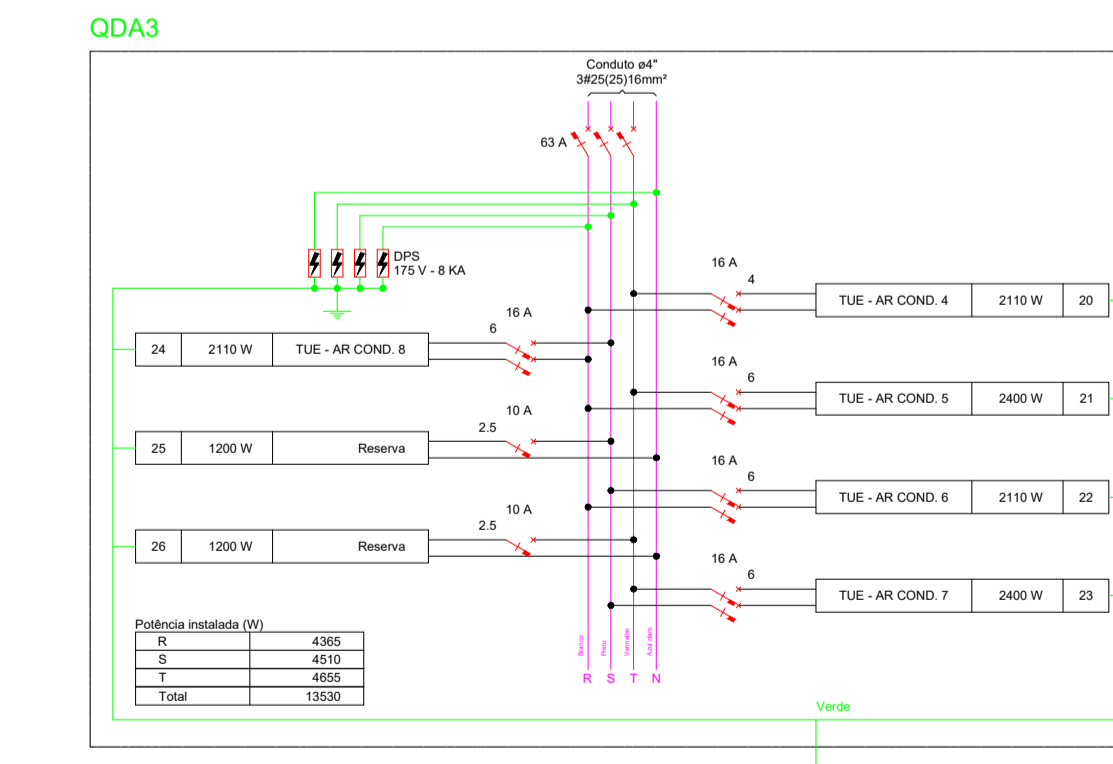 QDA3
Conduto ø4"
3#25(25)16mm²
63 A
DPS
175 V - 8 KA
16 A
4
TUE - AR COND. 4 2110 W 20
16 A
6
24 2110 W TUE - AR COND. 8
16 A
6
TUE - AR COND. 5 2400 W 21
10 A
2.5
25 1200 W Reserva
16 A
6
TUE - AR COND. 6 2110 W 22
10 A
2.5
26 1200 W Reserva
16 A
6
TUE - AR COND. 7 2400 W 23
Potência instalada (W)
R 4365
S 4510
T 4655
Total 13530
Branco
Preto
Vermelho
Azul claro
R S T N
Verde